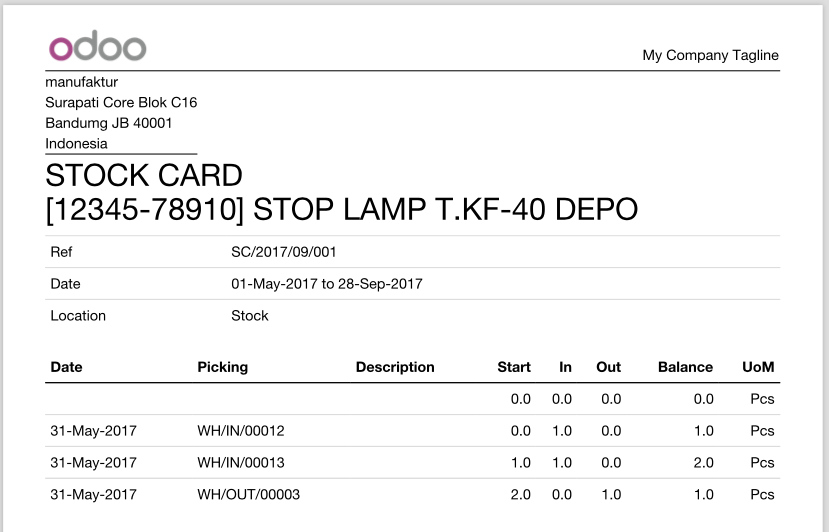 odoo
My Company Tagline
manufaktur
Surapati Core Blok C16
Bandumg JB 40001
Indonesia
STOCK CARD
[12345-78910] STOP LAMP T.KF-40 DEPO
Ref SC/2017/09/001
Date 01-May-2017 to 28-Sep-2017
Location Stock
Date Picking Description Start In Out Balance UoM
0.0 0.0 0.0 0.0 Pcs
31-May-2017 WH/IN/00012 0.0 1.0 0.0 1.0 Pcs
31-May-2017 WH/IN/00013 1.0 1.0 0.0 2.0 Pcs
31-May-2017 WH/OUT/00003 2.0 0.0 1.0 1.0 Pcs